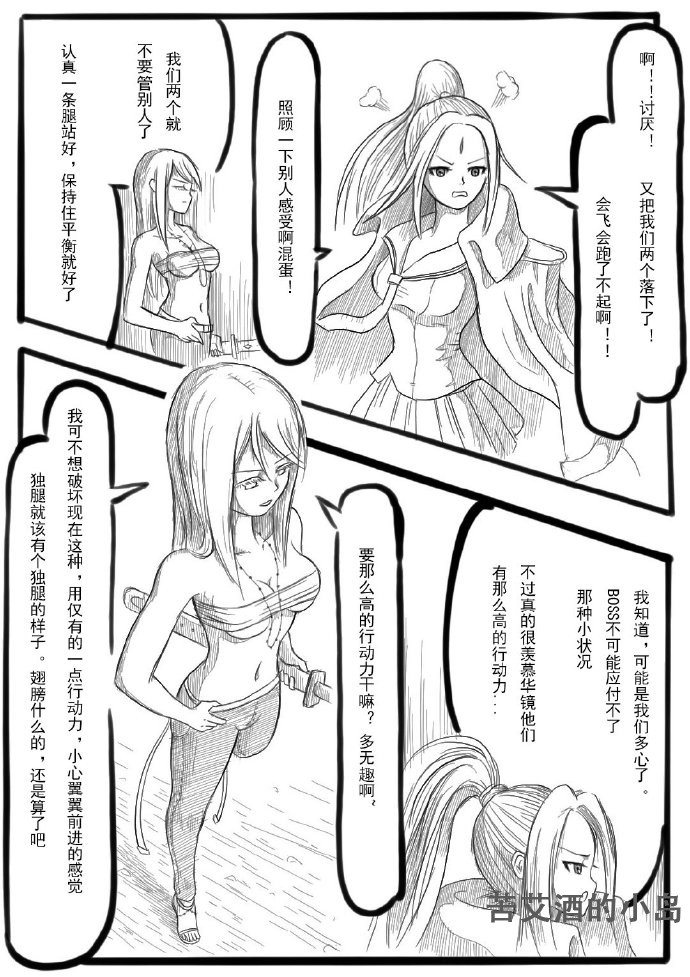 啊！！讨厌！
又把我们两个落下了！
会飞会跑了不起啊！！
照顾一下别人
感受啊混蛋！
我们两个就
不要管别人了
认真一条腿站好，保持住平衡就好了
我知道，可能是我们多心了。
BOSS不可能应付不了
那种小状况
不过真的很羡慕华镜他们
有那么高的行动力...
要那么高的行动力干嘛？多无趣啊~
我可不想破坏现在这种，用仅有的一点行动力，小心翼翼前进的感觉
独腿就该有个独腿的样子。翅膀什么的，还是算了吧
苦艾酒的小岛